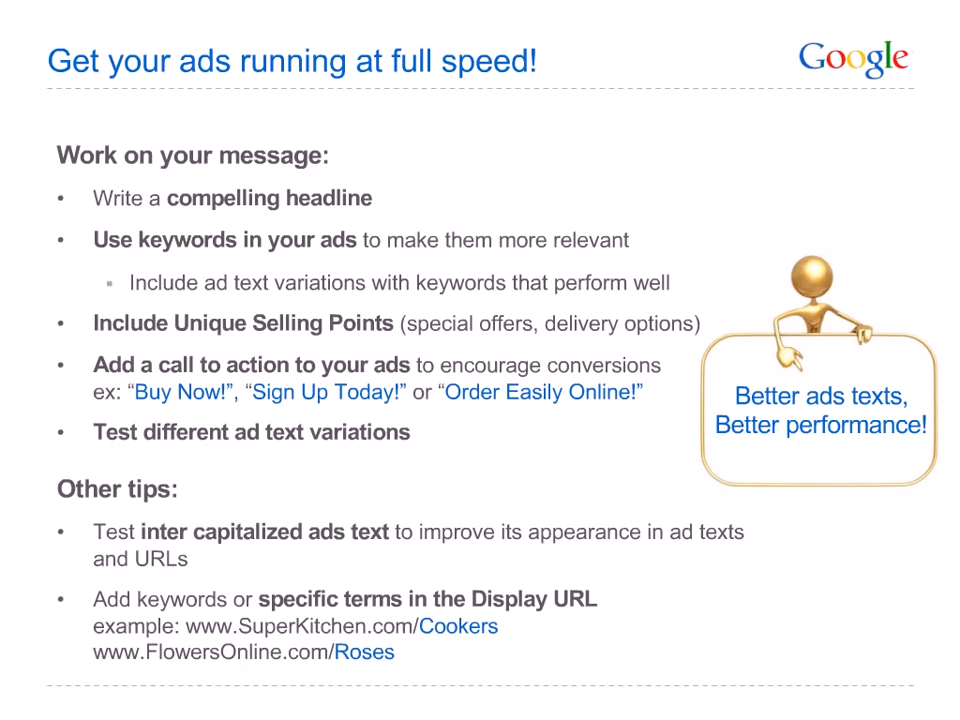 Get your ads running at full speed!
Google
Work on your message:
• Write a compelling headline
• Use keywords in your ads to make them more relevant
▪ Include ad text variations with keywords that perform well
• Include Unique Selling Points (special offers, delivery options)
• Add a call to action to your ads to encourage conversions
ex: “Buy Now!”, “Sign Up Today!” or “Order Easily Online!”
• Test different ad text variations
Better ads texts,
Better performance!
Other tips:
• Test inter capitalized ads text to improve its appearance in ad texts
and URLs
• Add keywords or specific terms in the Display URL
example: www.SuperKitchen.com/Cookers
www.FlowersOnline.com/Roses